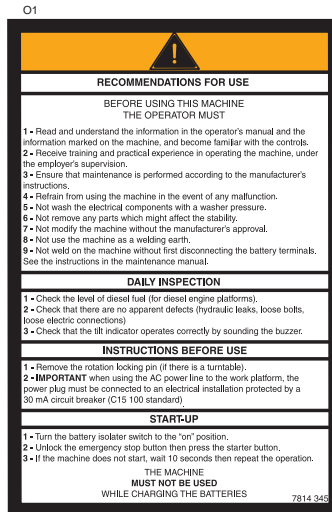 O1
RECOMMENDATIONS FOR USE
BEFORE USING THIS MACHINE
THE OPERATOR MUST
1 - Read and understand the information in the operator's manual and the
information marked on the machine, and become familiar with the controls.
2 - Receive training and practical experience in operating the machine, under
the employer's supervision.
3 - Ensure that maintenance is performed according to the manufacturer's
instructions.
4 - Refrain from using the machine in the event of any malfunction.
5 - Not wash the electrical components with a washer pressure.
6 - Not remove any parts which might affect the stability.
7 - Not modify the machine without the manufacturer's approval.
8 - Not use the machine as a welding earth.
9 - Not weld on the machine without first disconnecting the battery terminals.
See the instructions in the maintenance manual.
DAILY INSPECTION
1 - Check the level of diesel fuel (for diesel engine platforms).
2 - Check that there are no apparent defects (hydraulic leaks, loose bolts,
loose electric connections)
3 - Check that the tilt indicator operates correctly by sounding the buzzer.
INSTRUCTIONS BEFORE USE
1 - Remove the rotation locking pin (if there is a turntable).
2 - IMPORTANT when using the AC power line to the work platform, the
power plug must be connected to an electrical installation protected by a
30 mA circuit breaker (C15 100 standard)
START-UP
1 - Turn the battery isolater switch to the "on" position.
2 - Unlock the emergency stop button then press the starter button.
3 - If the machine does not start, wait 10 seconds then repeat the operation.
THE MACHINE
MUST NOT BE USED
WHILE CHARGING THE BATTERIES
7814 345